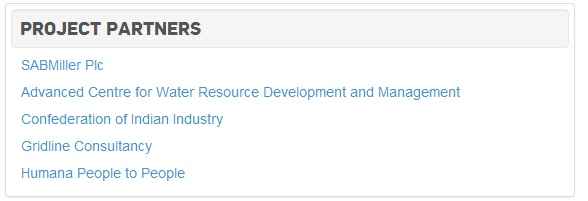 PROJECT PARTNERS
SABMiller Plc
Advanced Centre for Water Resource Development and Management
Confederation of Indian Industry
Gridline Consultancy
Humana People to People